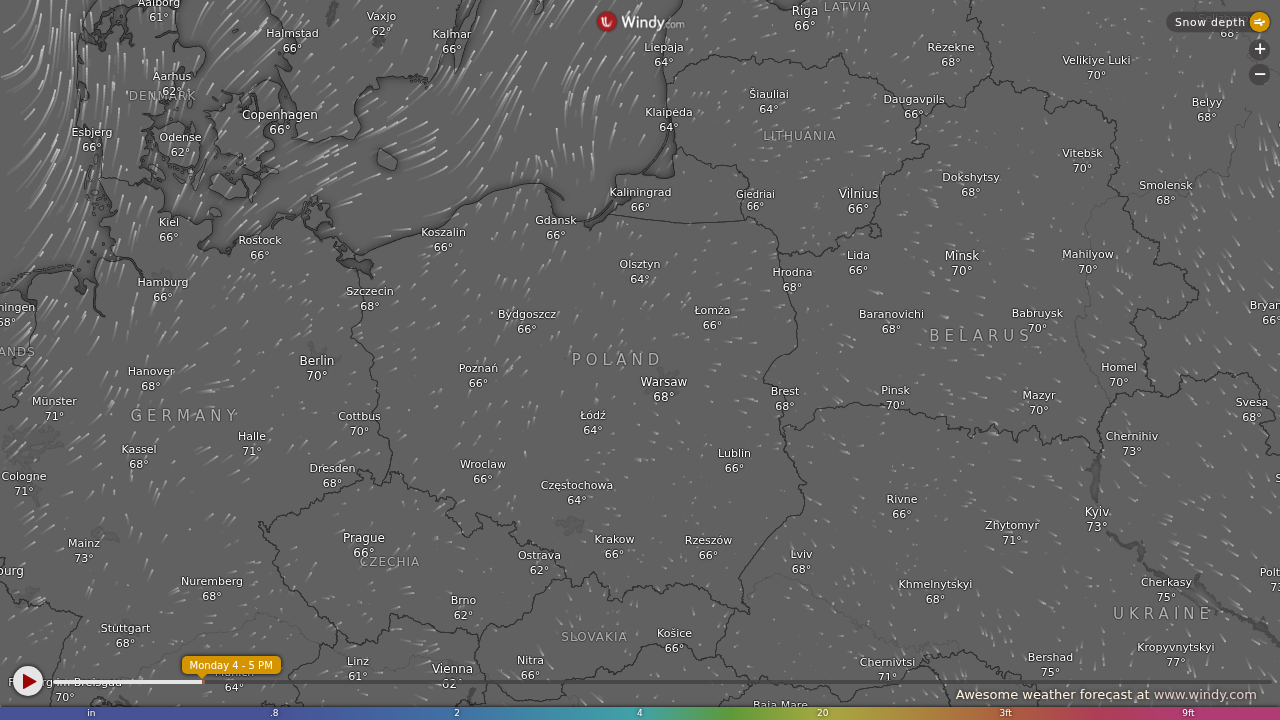 Aalborg
61°
Vaxjo
62°
Halmstad
66°
Kalmar
66°
Windy.com
Riga
66°
LATVIA
Snow depth
68°
+
−
Liepaja
64°
Rēzekne
68°
Velikiye Luki
70°
Aarhus
62°
DENMARK
Šiauliai
64°
Daugavpils
66°
Belyy
68°
Copenhagen
66°
Klaipėda
64°
Esbjerg
66°
Odense
62°
LITHUANIA
Vitebsk
70°
Dokshytsy
68°
Smolensk
68°
Kaliningrad
66°
Giedriai
66°
Vilnius
66°
Kiel
66°
Gdansk
66°
Koszalin
66°
Rostock
66°
Olsztyn
64°
Hrodna
68°
Lida
66°
Minsk
70°
Mahilyow
70°
Hamburg
66°
Szczecin
68°
Bydgoszcz
66°
Łomża
66°
Baranovichi
68°
Babruysk
70°
BELARUS
POLAND
Berlin
70°
Hanover
68°
Poznań
66°
Warsaw
68°
Brest
68°
Pinsk
70°
Homel
70°
Mazyr
70°
Svesa
68°
Münster
71°
GERMANY
Cottbus
70°
Łódź
64°
Kassel
68°
Halle
71°
Chernihiv
73°
Lublin
66°
Cologne
71°
Dresden
68°
Wroclaw
66°
Częstochowa
64°
Rivne
66°
Zhytomyr
71°
Kyiv
73°
Mainz
73°
Prague
66°
CZECHIA
Ostrava
62°
Krakow
66°
Rzeszów
66°
Lviv
68°
Nuremberg
68°
Khmelnytskyi
68°
Cherkasy
75°
Brno
62°
UKRAINE
Stuttgart
68°
SLOVAKIA
Košice
66°
Kropyvnytskyi
77°
Linz
61°
Vienna
62°
Nitra
66°
Chernivtsi
71°
Bershad
75°
Monday 4 - 5 PM
64°
70°
Awesome weather forecast at www.windy.com
Baia Mare
in .8 2 4 20 3ft 9ft